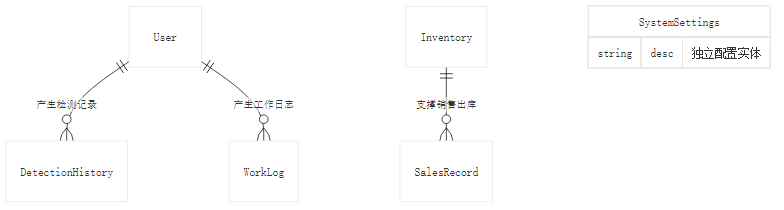 User
Inventory
SystemSettings
string desc 独立配置实体
产生检测记录
产生工作日志
支撑销售出库
DetectionHistory
WorkLog
SalesRecord